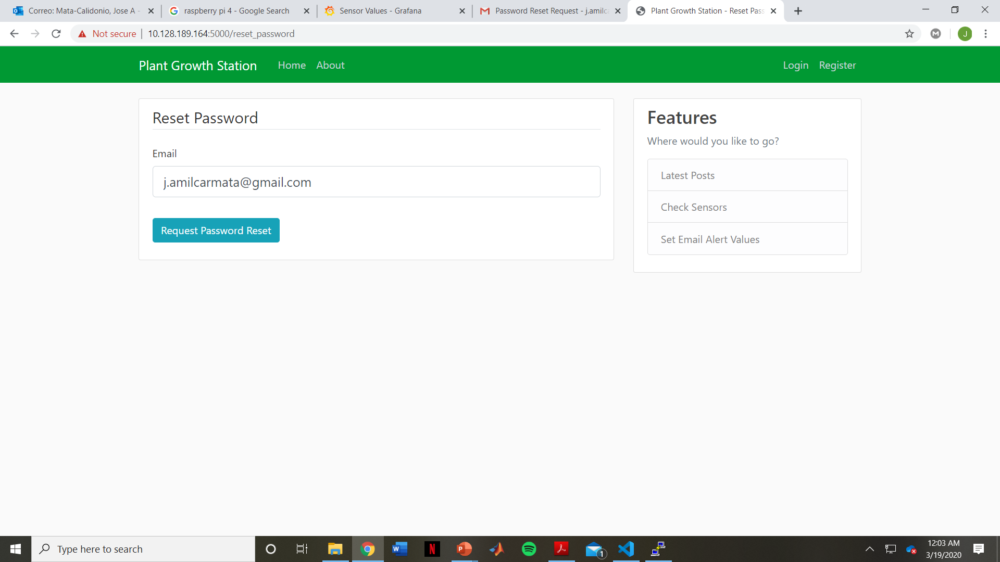 Correo: Mata-Calidonio, Jose A -
raspberry pi 4 - Google Search
Sensor Values - Grafana
Password Reset Request - j.amilca
Plant Growth Station - Reset Pass
Not secure
10.128.189.164:5000/reset_password
M
J
Plant Growth Station
Home
About
Login
Register
Reset Password
Email
j.amilcarmata@gmail.com
Request Password Reset
Features
Where would you like to go?
Latest Posts
Check Sensors
Set Email Alert Values
Type here to search
W
N
P
1
12:03 AM
3/19/2020